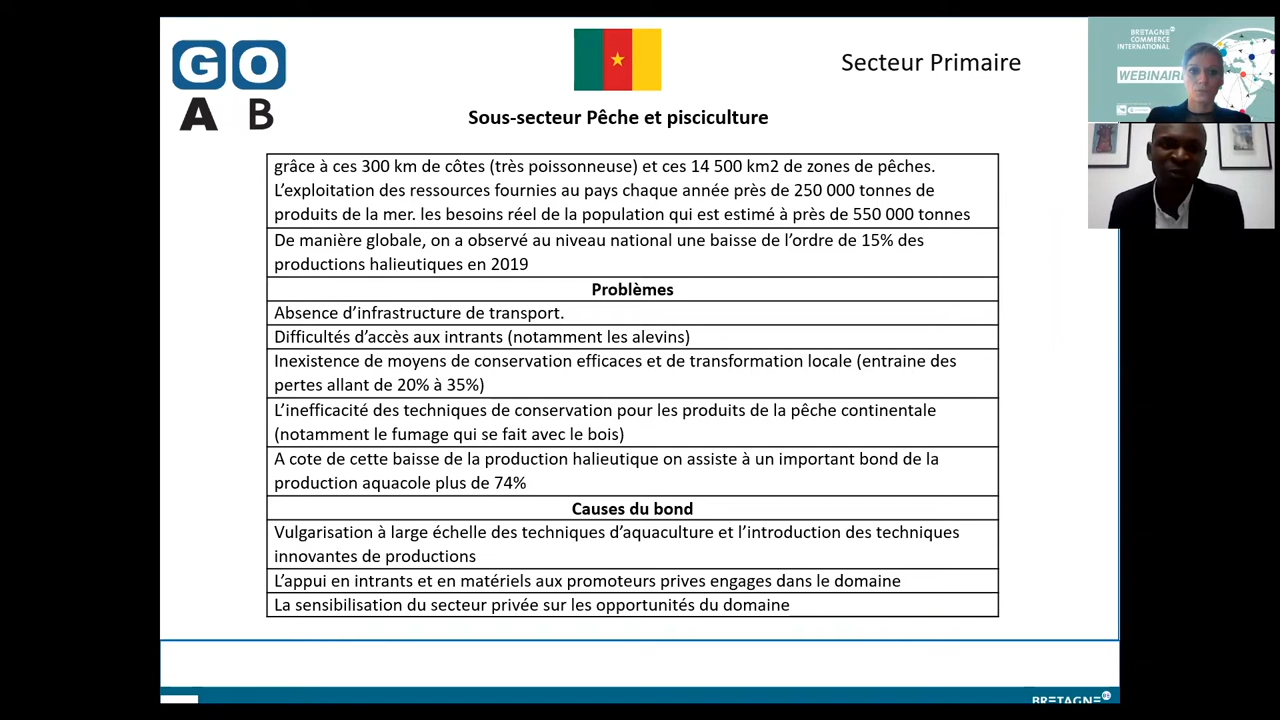 GO
A B
Secteur Primaire
Sous-secteur Pêche et pisciculture
grâce à ces 300 km de côtes (très poissonneuse) et ces 14 500 km2 de zones de pêches.
L’exploitation des ressources fournies au pays chaque année près de 250 000 tonnes de
produits de la mer. les besoins réel de la population qui est estimé à près de 550 000 tonnes
De manière globale, on a observé au niveau national une baisse de l’ordre de 15% des
productions halieutiques en 2019
Problèmes
Absence d’infrastructure de transport.
Difficultés d’accès aux intrants (notamment les alevins)
Inexistence de moyens de conservation efficaces et de transformation locale (entraine des
pertes allant de 20% à 35%)
L’inefficacité des techniques de conservation pour les produits de la pêche continentale
(notamment le fumage qui se fait avec le bois)
A cote de cette baisse de la production halieutique on assiste à un important bond de la
production aquacole plus de 74%
Causes du bond
Vulgarisation à large échelle des techniques d’aquaculture et l’introduction des techniques
innovantes de productions
L’appui en intrants et en matériels aux promoteurs prives engages dans le domaine
La sensibilisation du secteur privée sur les opportunités du domaine
BRETAGNE
COMMERCE
INTERNATIONAL
WEBINAIRE
BRETAGNE